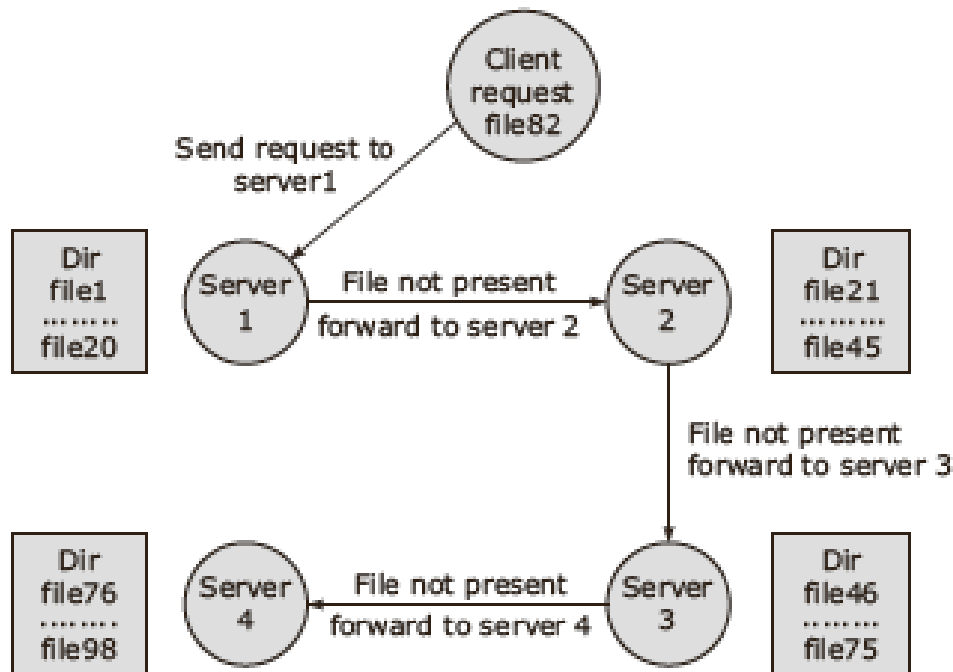 Client
request
file82
Send request to
server1
Dir
file1
........
file20
Server
1
File not present
forward to server 2
Server
2
Dir
file21
.........
file45
File not present
forward to server 3
Dir
file76
........
file98
Server
4
File not present
forward to server 4
Server
3
Dir
file46
.........
file75